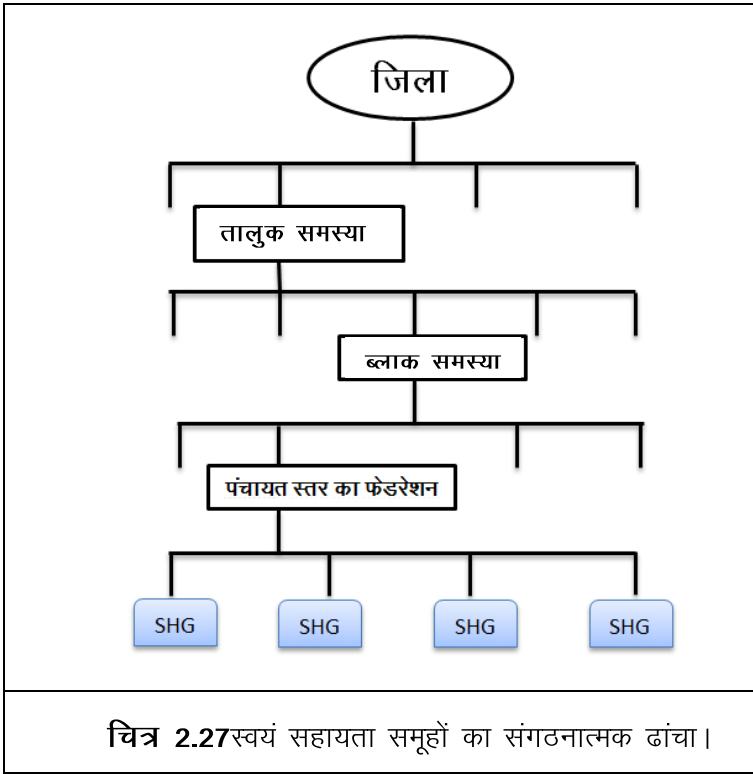 जिला
तालुक समस्या
ब्लाक समस्या
पंचायत स्तर का फेडरेशन
SHG SHG SHG SHG
चित्र 2.27स्वयं सहायता समूहों का संगठनात्मक ढांचा।